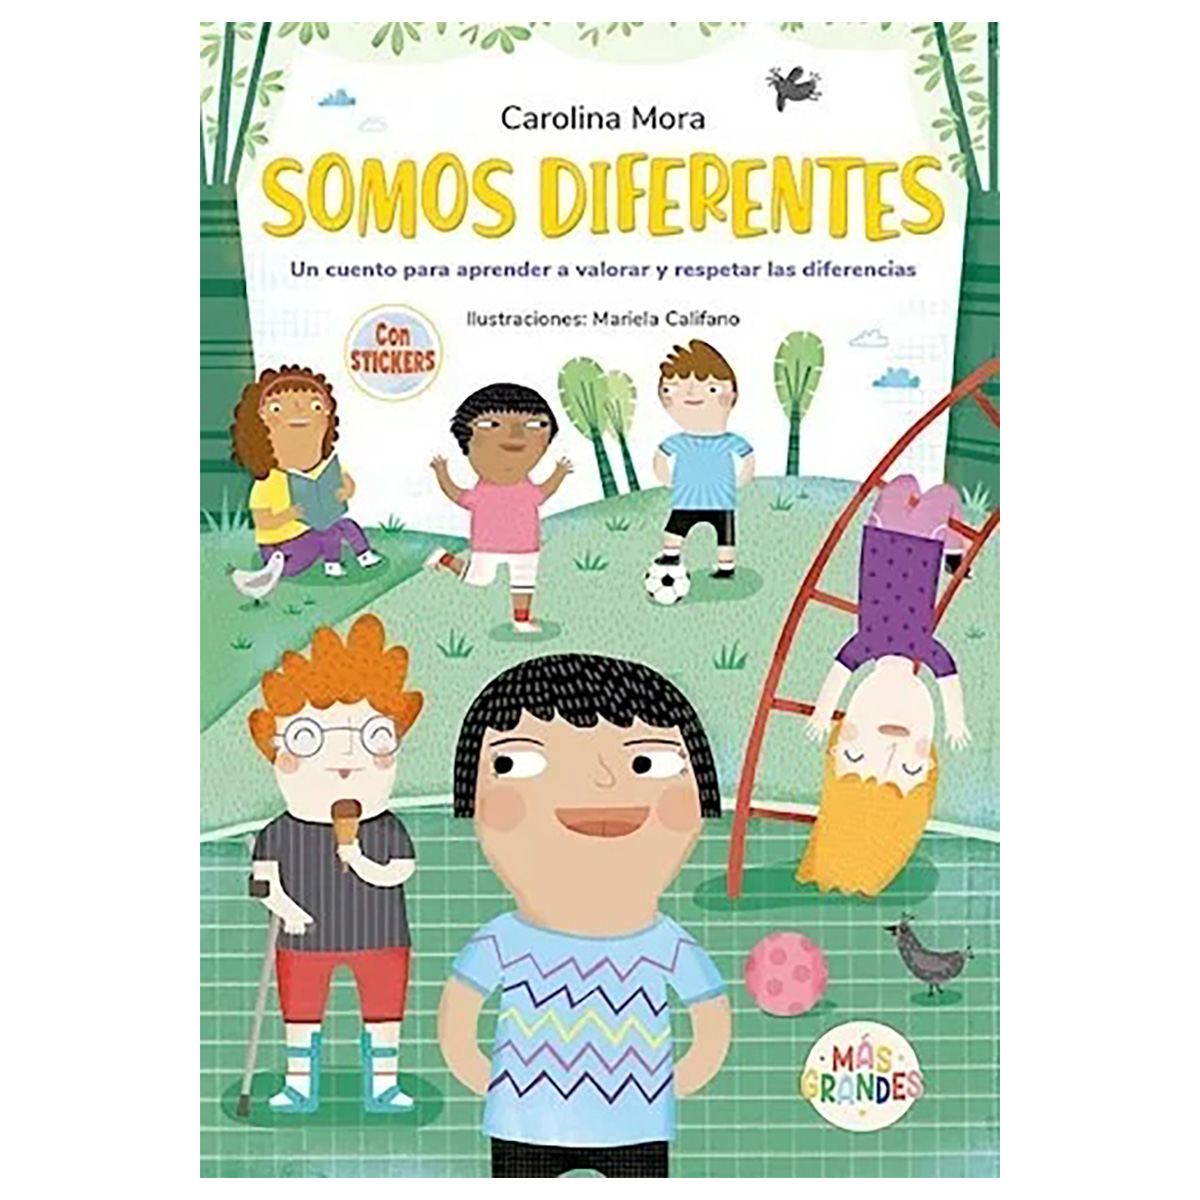 Carolina Mora
SOMOS DIFERENTES
Un cuento para aprender a valorar y respetar las diferencias
Ilustraciones: Mariela Califano
Con
STICKERS
MÁS
GRANDES